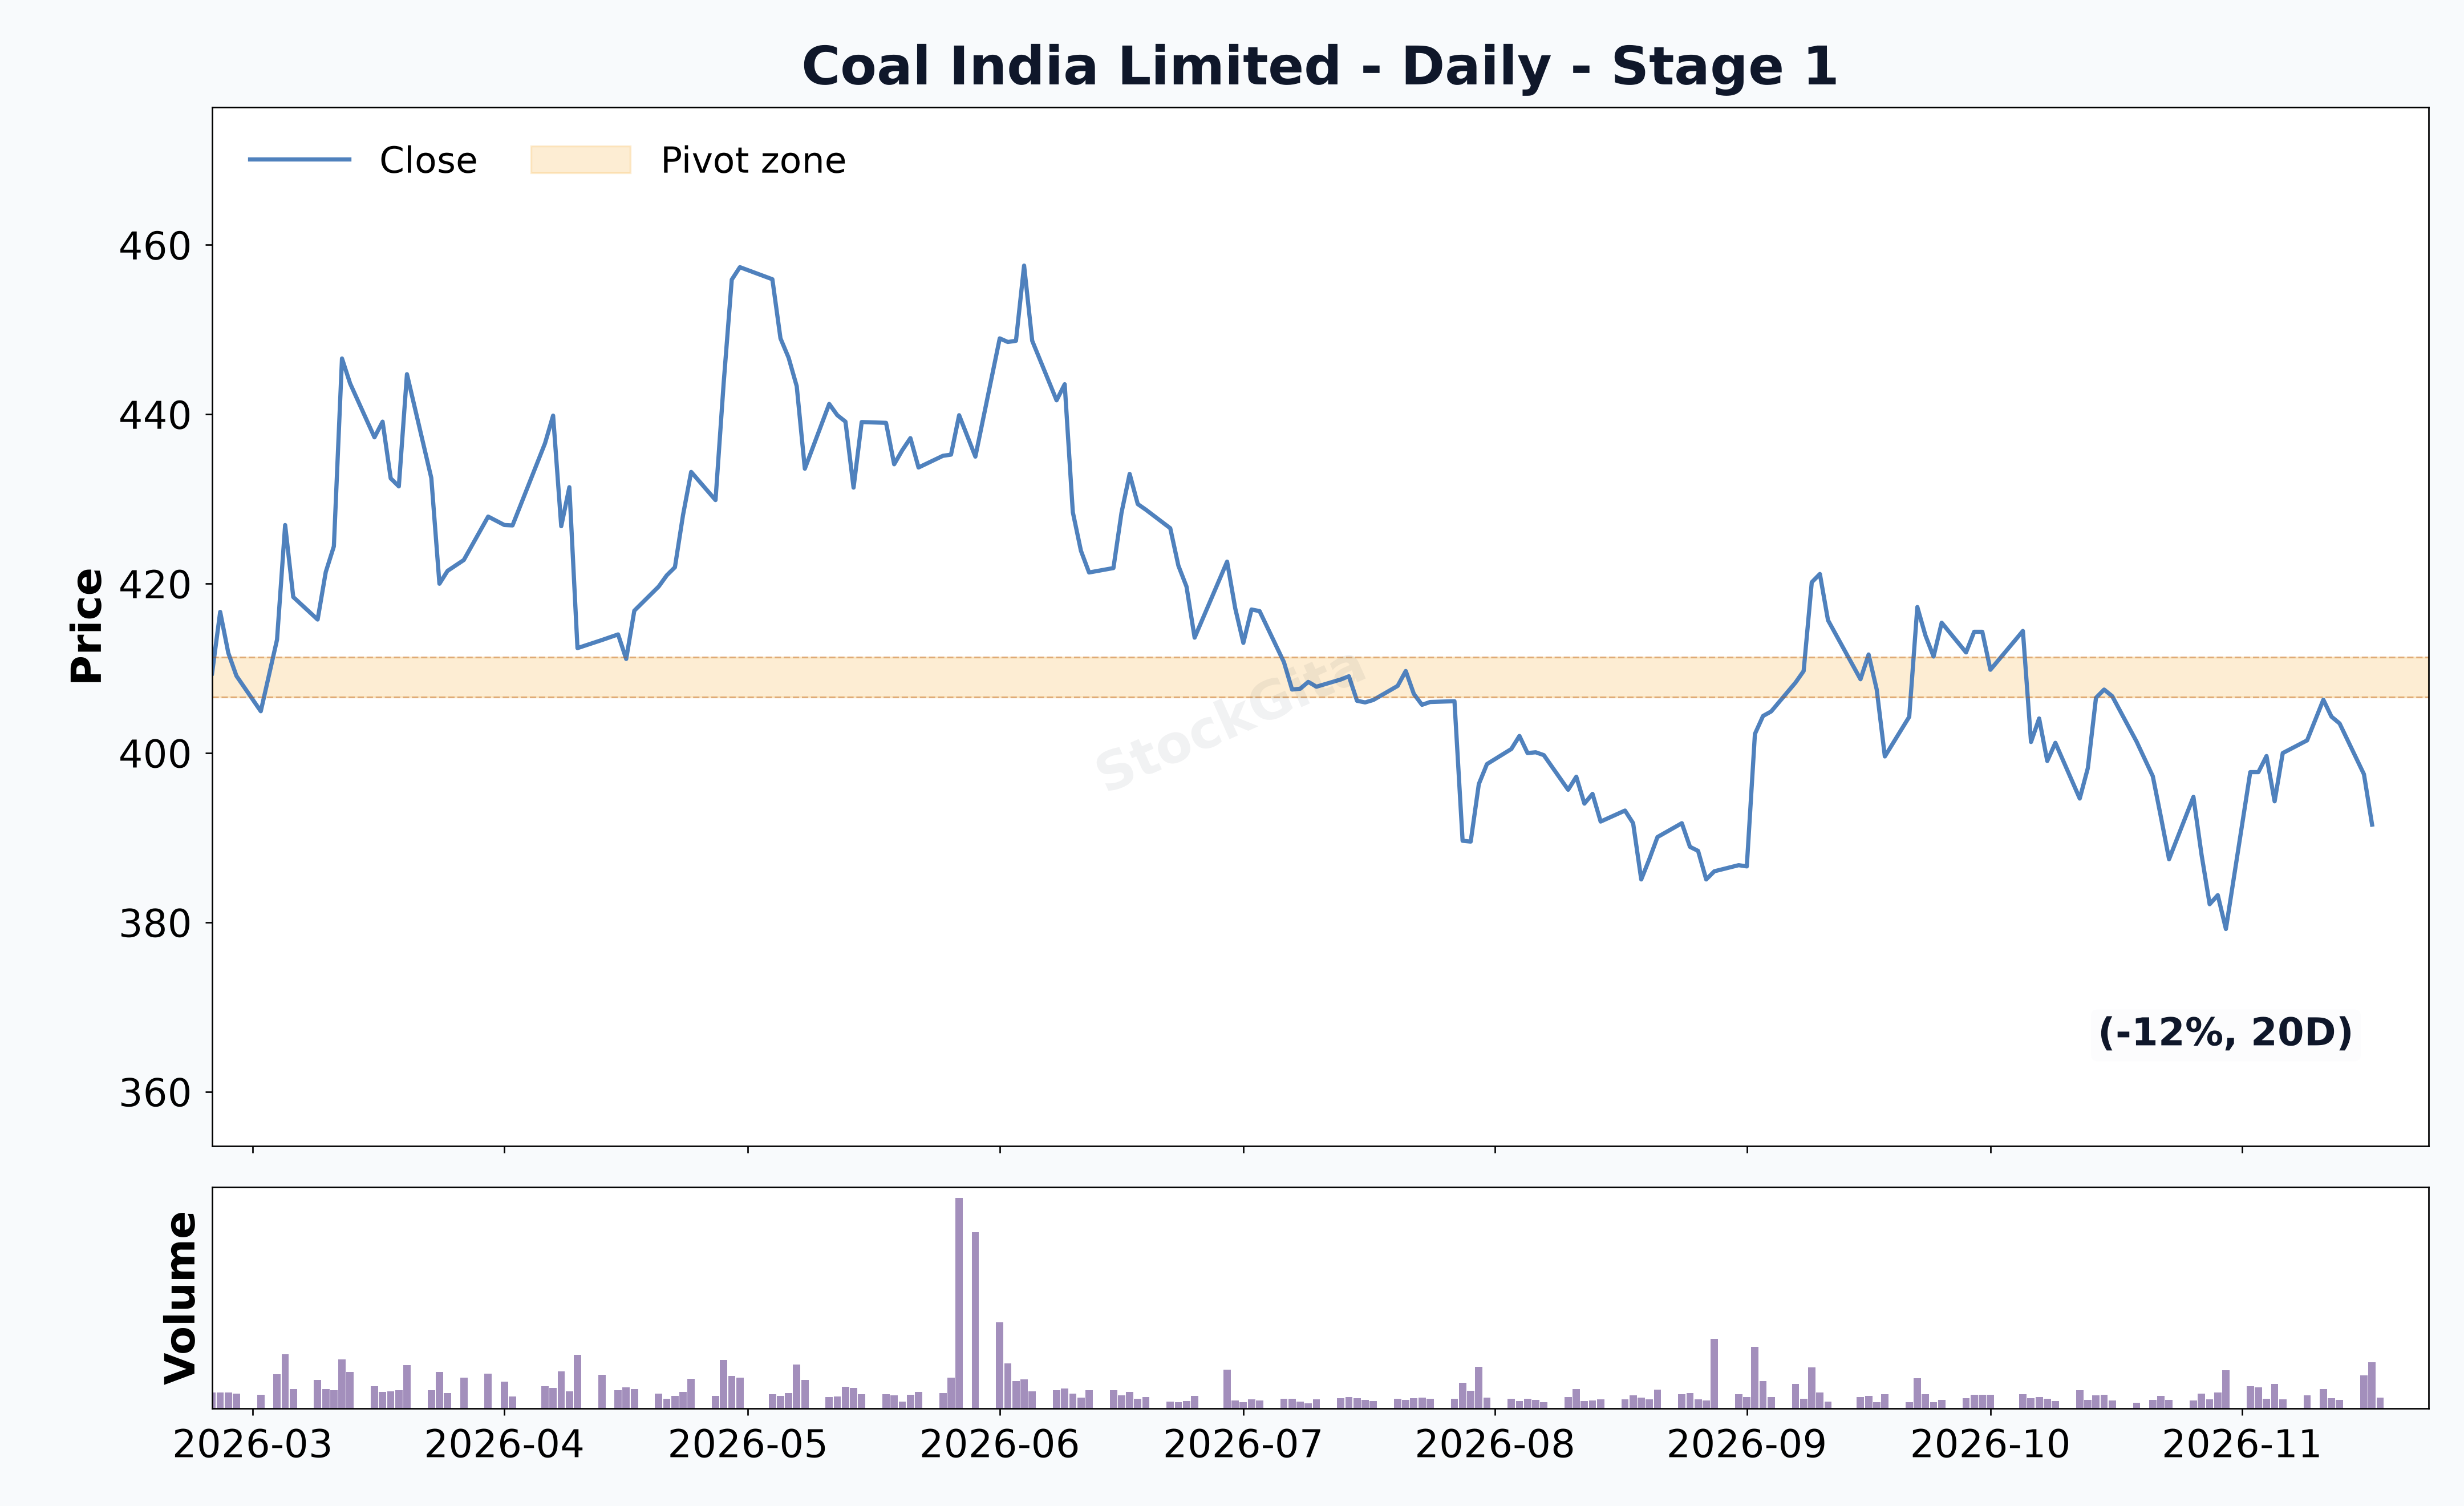 Coal India Limited - Daily - Stage 1
Close
Pivot zone
Price
460
440
420
400
380
360
StockGita
(-12%, 20D)
Volume
2026-03
2026-04
2026-05
2026-06
2026-07
2026-08
2026-09
2026-10
2026-11